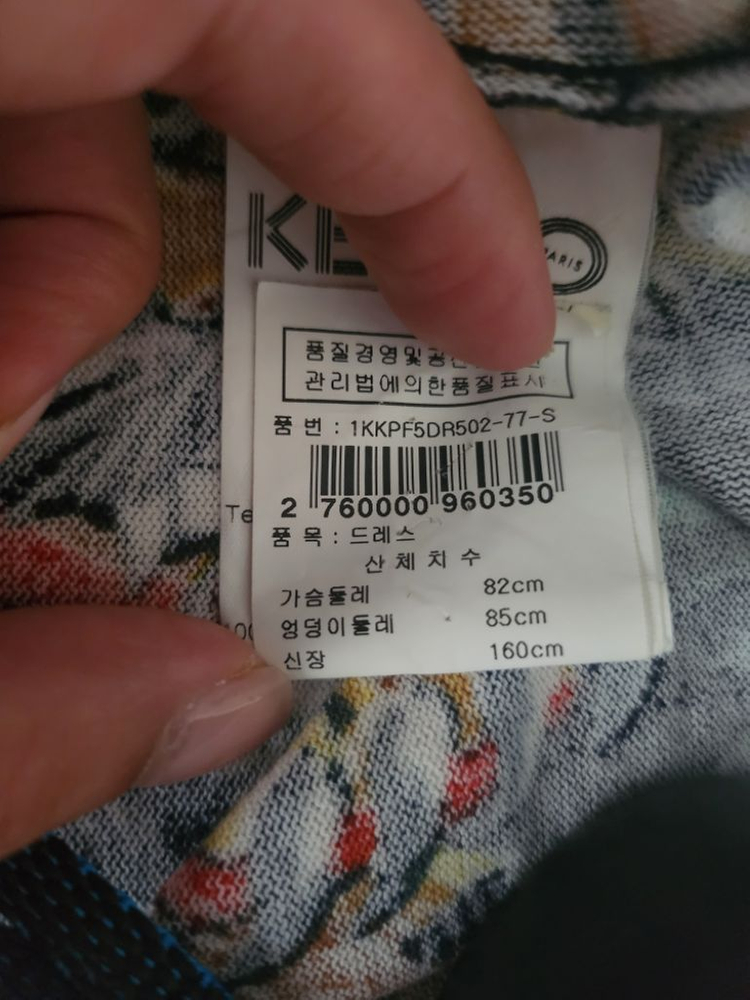 PARIS
품질경영및
관리법에의한품질표시
품 번 : 1KKPF5DR502-77-S
2 760000 960350
품 목 : 드레스
산 체 치 수
가슴둘레 82cm
엉덩이둘레 85cm
신장 160cm